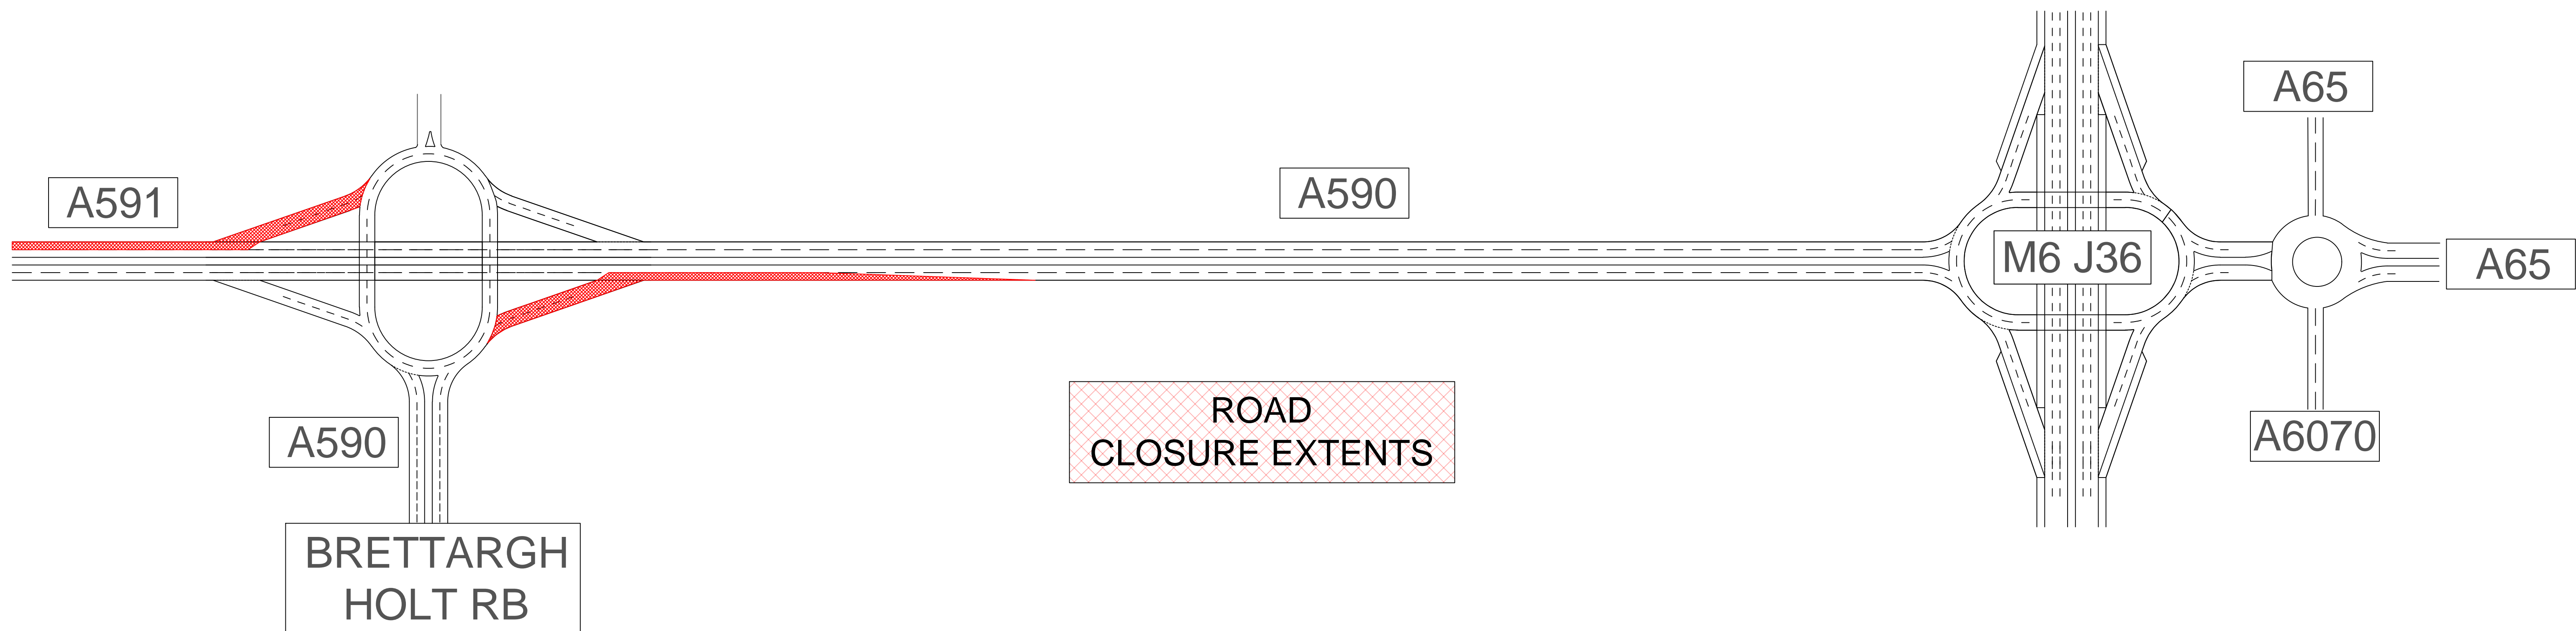 A65
A591
A590
M6 J36
A65
ROAD
CLOSURE EXTENTS
A590
A6070
BRETTARGH
HOLT RB